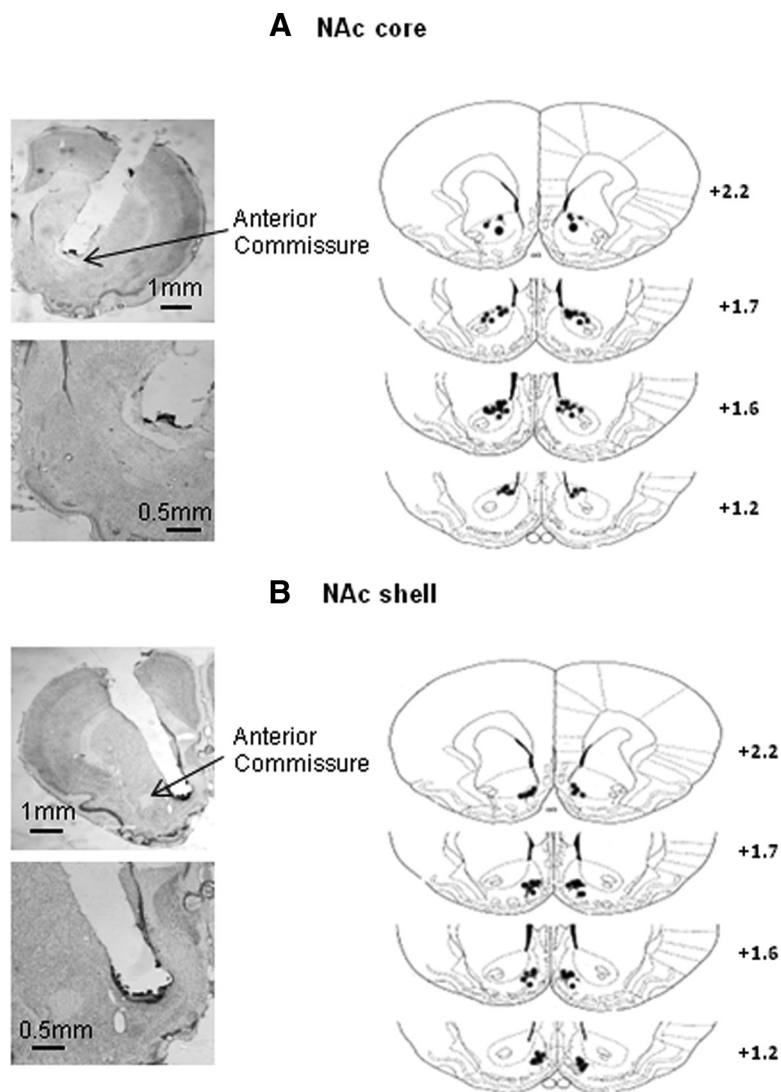 A NAc core
Anterior
Commissure
1mm
0.5mm
+2.2
+1.7
+1.6
+1.2
B NAc shell
Anterior
Commissure
1mm
0.5mm
+2.2
+1.7
+1.6
+1.2